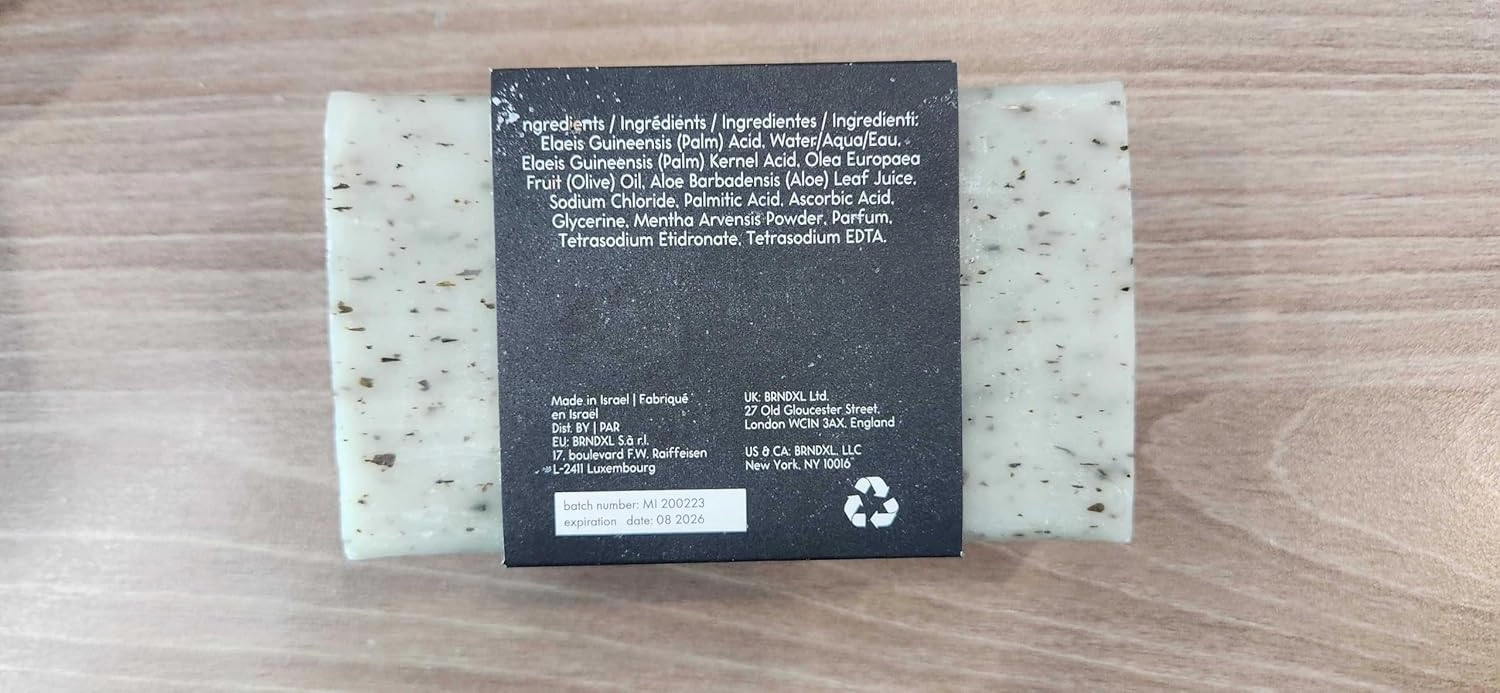 ngredients / Ingrédients / Ingredientes / Ingredienti:
Elaeis Guineensis (Palm) Acid, Water/Aqua/Eau,
Elaeis Guineensis (Palm) Kernel Acid, Olea Europaea
Fruit (Olive) Oil, Aloe Barbadensis (Aloe) Leaf Juice,
Sodium Chloride, Palmitic Acid, Ascorbic Acid,
Glycerine, Mentha Arvensis Powder, Parfum,
Tetrasodium Etidronate, Tetrasodium EDTA.
Made in Israel | Fabriqué
en Israël
Dist. BY | PAR
EU: BRNDXL S.à r.l.
17, boulevard F.W. Raiffeisen
L-2411 Luxembourg
UK: BRNDXL Ltd.
27 Old Gloucester Street,
London WC1N 3AX, England
US & CA: BRNDXL, LLC
New York, NY 10016
batch number: MI 200223
expiration date: 08 2026